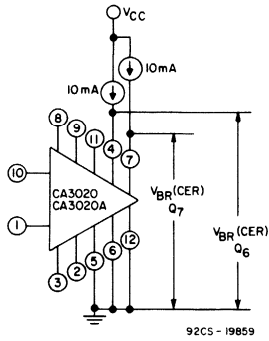 VCC
10mA
10mA
8
9
11
4
7
10
CA3020
CA3020A
VBR(CER)
Q7
VBR(CER)
Q6
1
12
6
5
2
3
92CS-19859